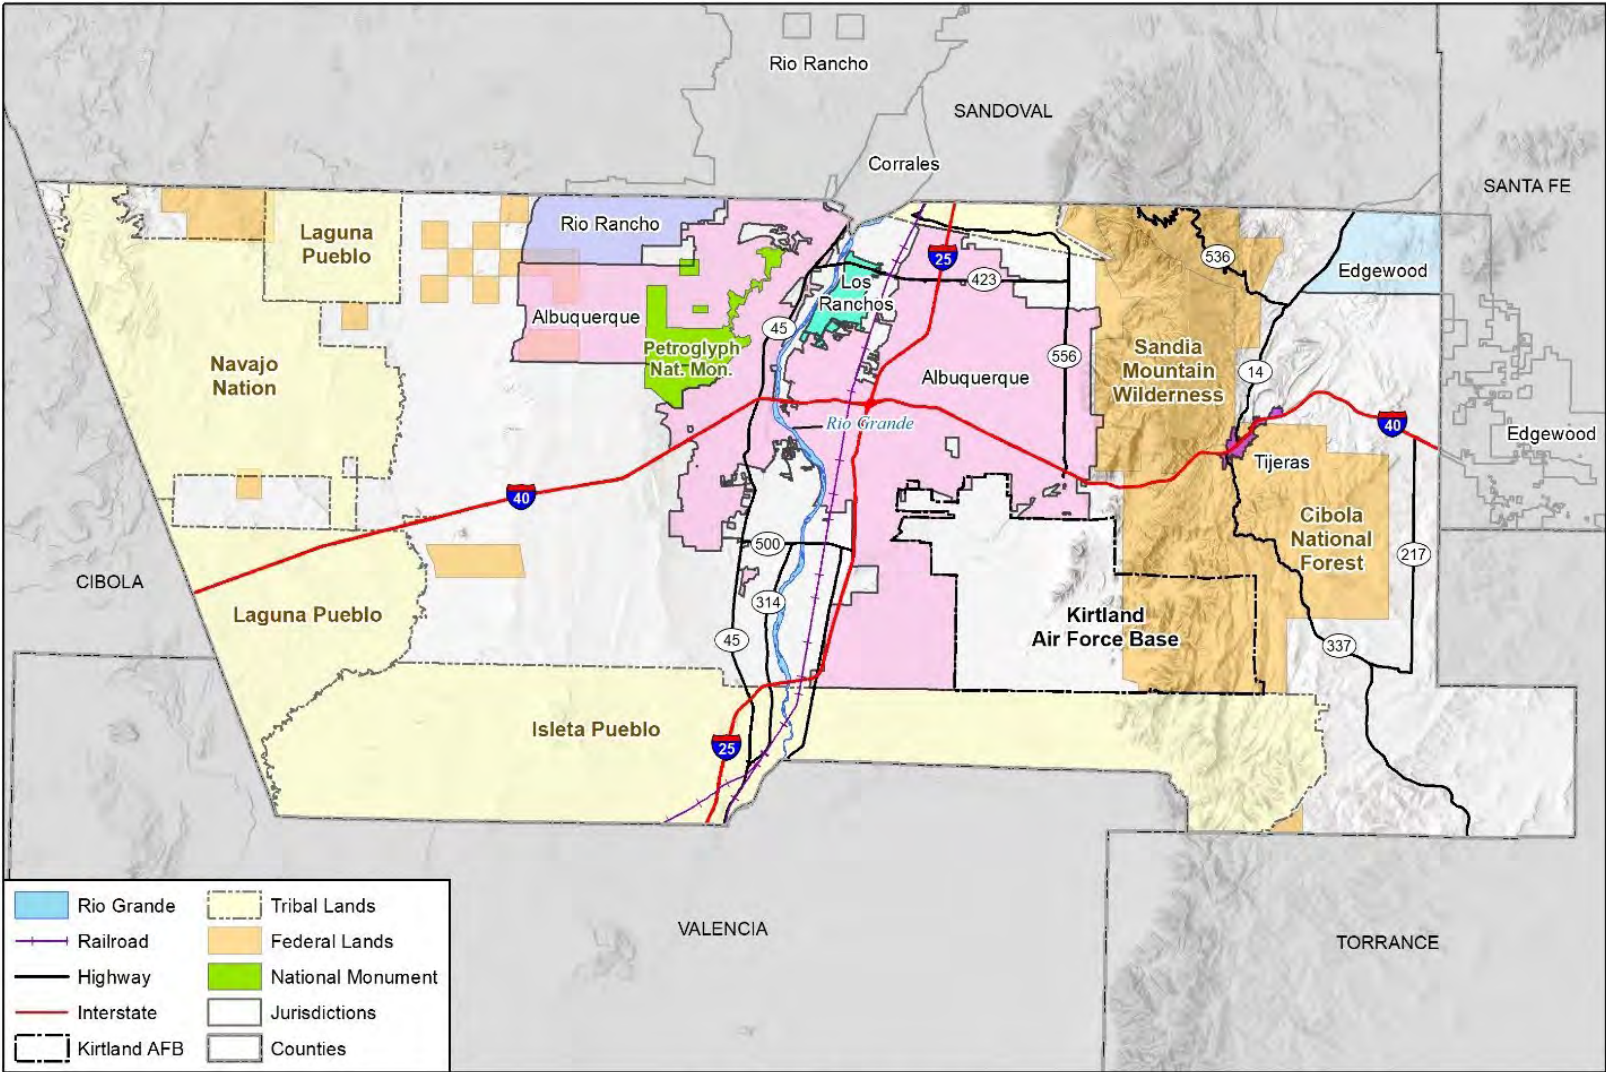 Rio Rancho
SANDOVAL
Corrales
SANTA FE
Rio Rancho
Laguna
Pueblo
25
536
Edgewood
423
Los
Ranchos
Albuquerque
45
Petroglyph
Nat. Mon.
556
Sandia
Mountain
Wilderness
Navajo
Nation
Albuquerque
14
Rio Grande
40
Edgewood
Tijeras
40
Cibola
National
Forest
500
217
CIBOLA
314
Laguna Pueblo
Kirtland
Air Force Base
45
337
Isleta Pueblo
25
VALENCIA
TORRANCE
Rio Grande
Railroad
Highway
Interstate
Kirtland AFB
Tribal Lands
Federal Lands
National Monument
Jurisdictions
Counties